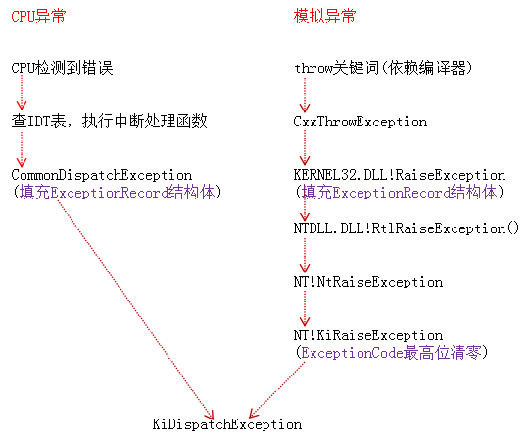 CPU异常
CPU检测到错误
查IDT表，执行中断处理函数
CommonDispatchException
(填充ExceptiorRecord结构体)
模拟异常
throw关键词(依赖编译器)
CxxThrowException
KERNEL32.DLL!RaiseException
(填充ExceptionRecord结构体)
NTDLL.DLL!RtlRaiseException()
NT!NtRaiseException
NT!KiRaiseException
(ExceptionCode最高位清零)
KiDispatchException